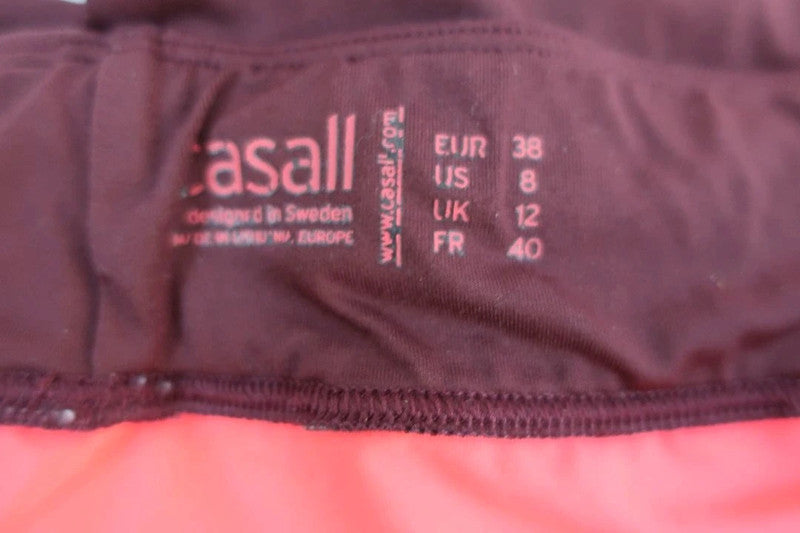 casall
designed in Sweden
EUROPE
www.casall.com
EUR 38
US 8
UK 12
FR 40